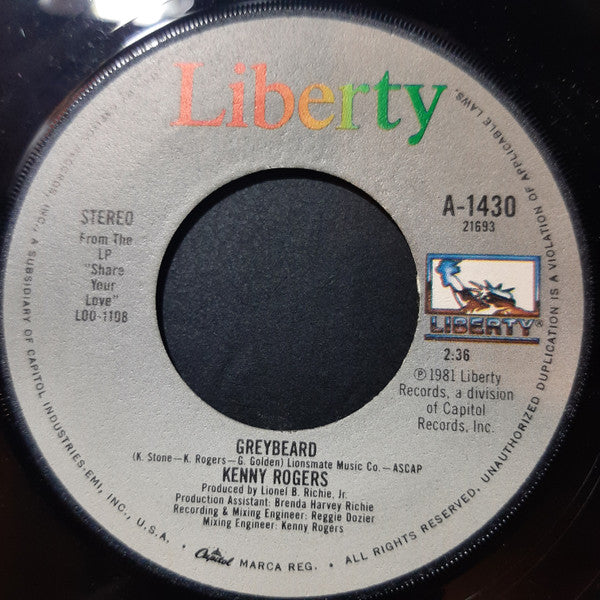 Liberty
STEREO
From The
LP
"Share
Your
Love"
LOO-1108
A-1430
21693
LIBERTY®
2:36
℗1981 Liberty
Records, a division
of Capitol
Records, Inc.
GREYBEARD
(K. Stone—K. Rogers—G. Golden) Lionsmate Music Co.—ASCAP
KENNY ROGERS
Produced by Lionel B. Richie, Jr.
Production Assistant: Brenda Harvey Richie
Recording & Mixing Engineer: Reggie Dozier
Mixing Engineer: Kenny Rogers
INC., A SUBSIDIARY OF CAPITOL INDUSTRIES-EMI, INC., U.S.A. • Capitol MARCA REG. • ALL RIGHTS RESERVED. UNAUTHORIZED DUPLICATION IS A VIOLATION OF APPLICABLE LAWS.